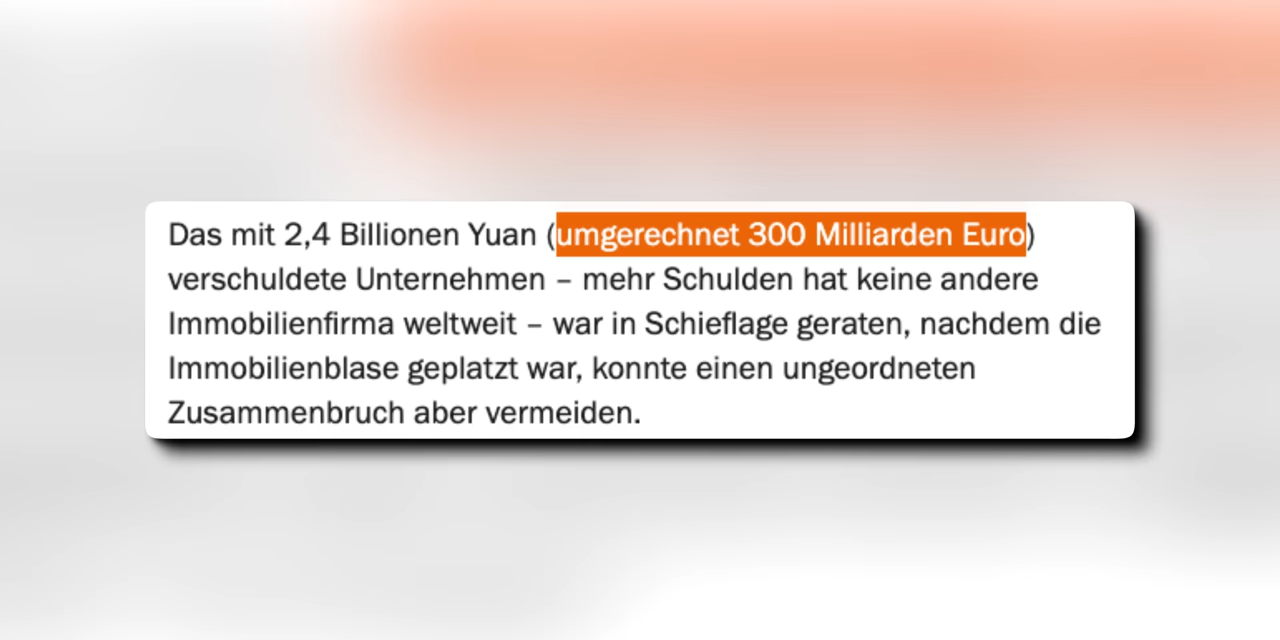 Das mit 2,4 Billionen Yuan (umgerechnet 300 Milliarden Euro)
verschuldete Unternehmen – mehr Schulden hat keine andere
Immobilienfirma weltweit – war in Schieflage geraten, nachdem die
Immobilienblase geplatzt war, konnte einen ungeordneten
Zusammenbruch aber vermeiden.